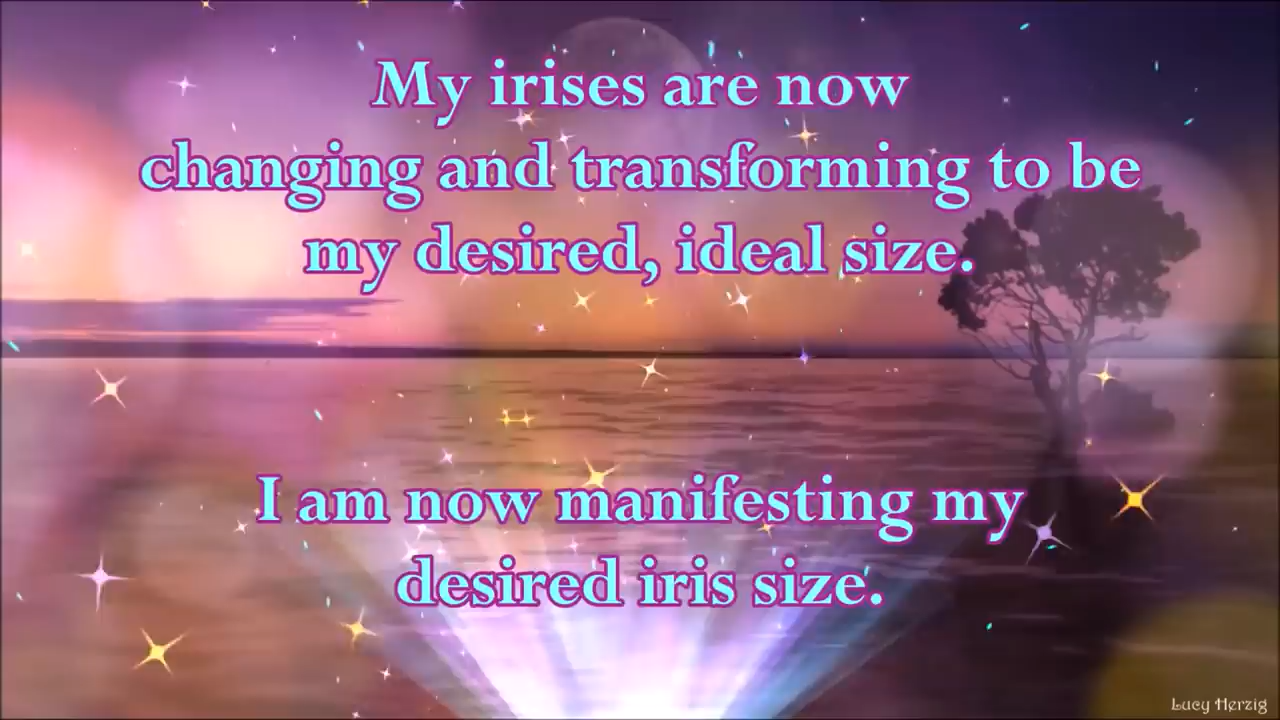 My irises are now
changing and transforming to be
my desired, ideal size.
I am now manifesting my
desired iris size.
Lucy Herzig